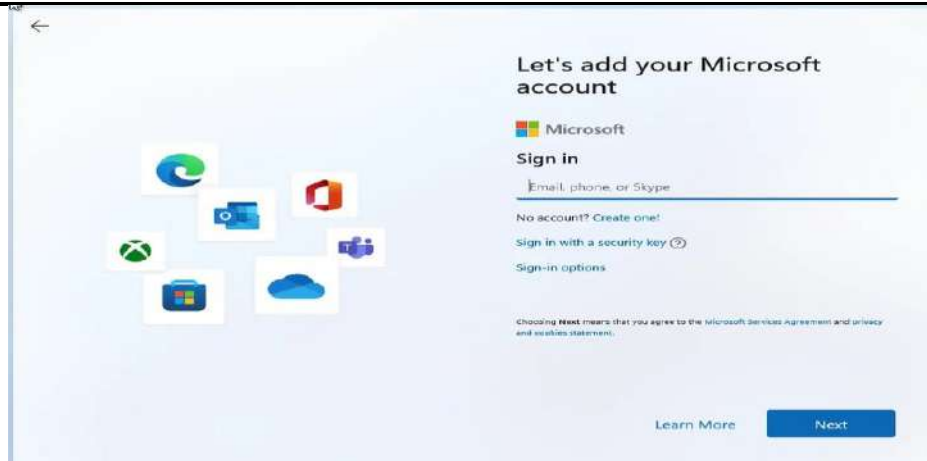 Let's add your Microsoft
account
Microsoft
Sign in
Email, phone, or Skype
No account? Create one!
Sign in with a security key
Sign-in options
Choosing Next means that you agree to the Microsoft Services Agreement and privacy
and cookies statement.
Learn More
Next